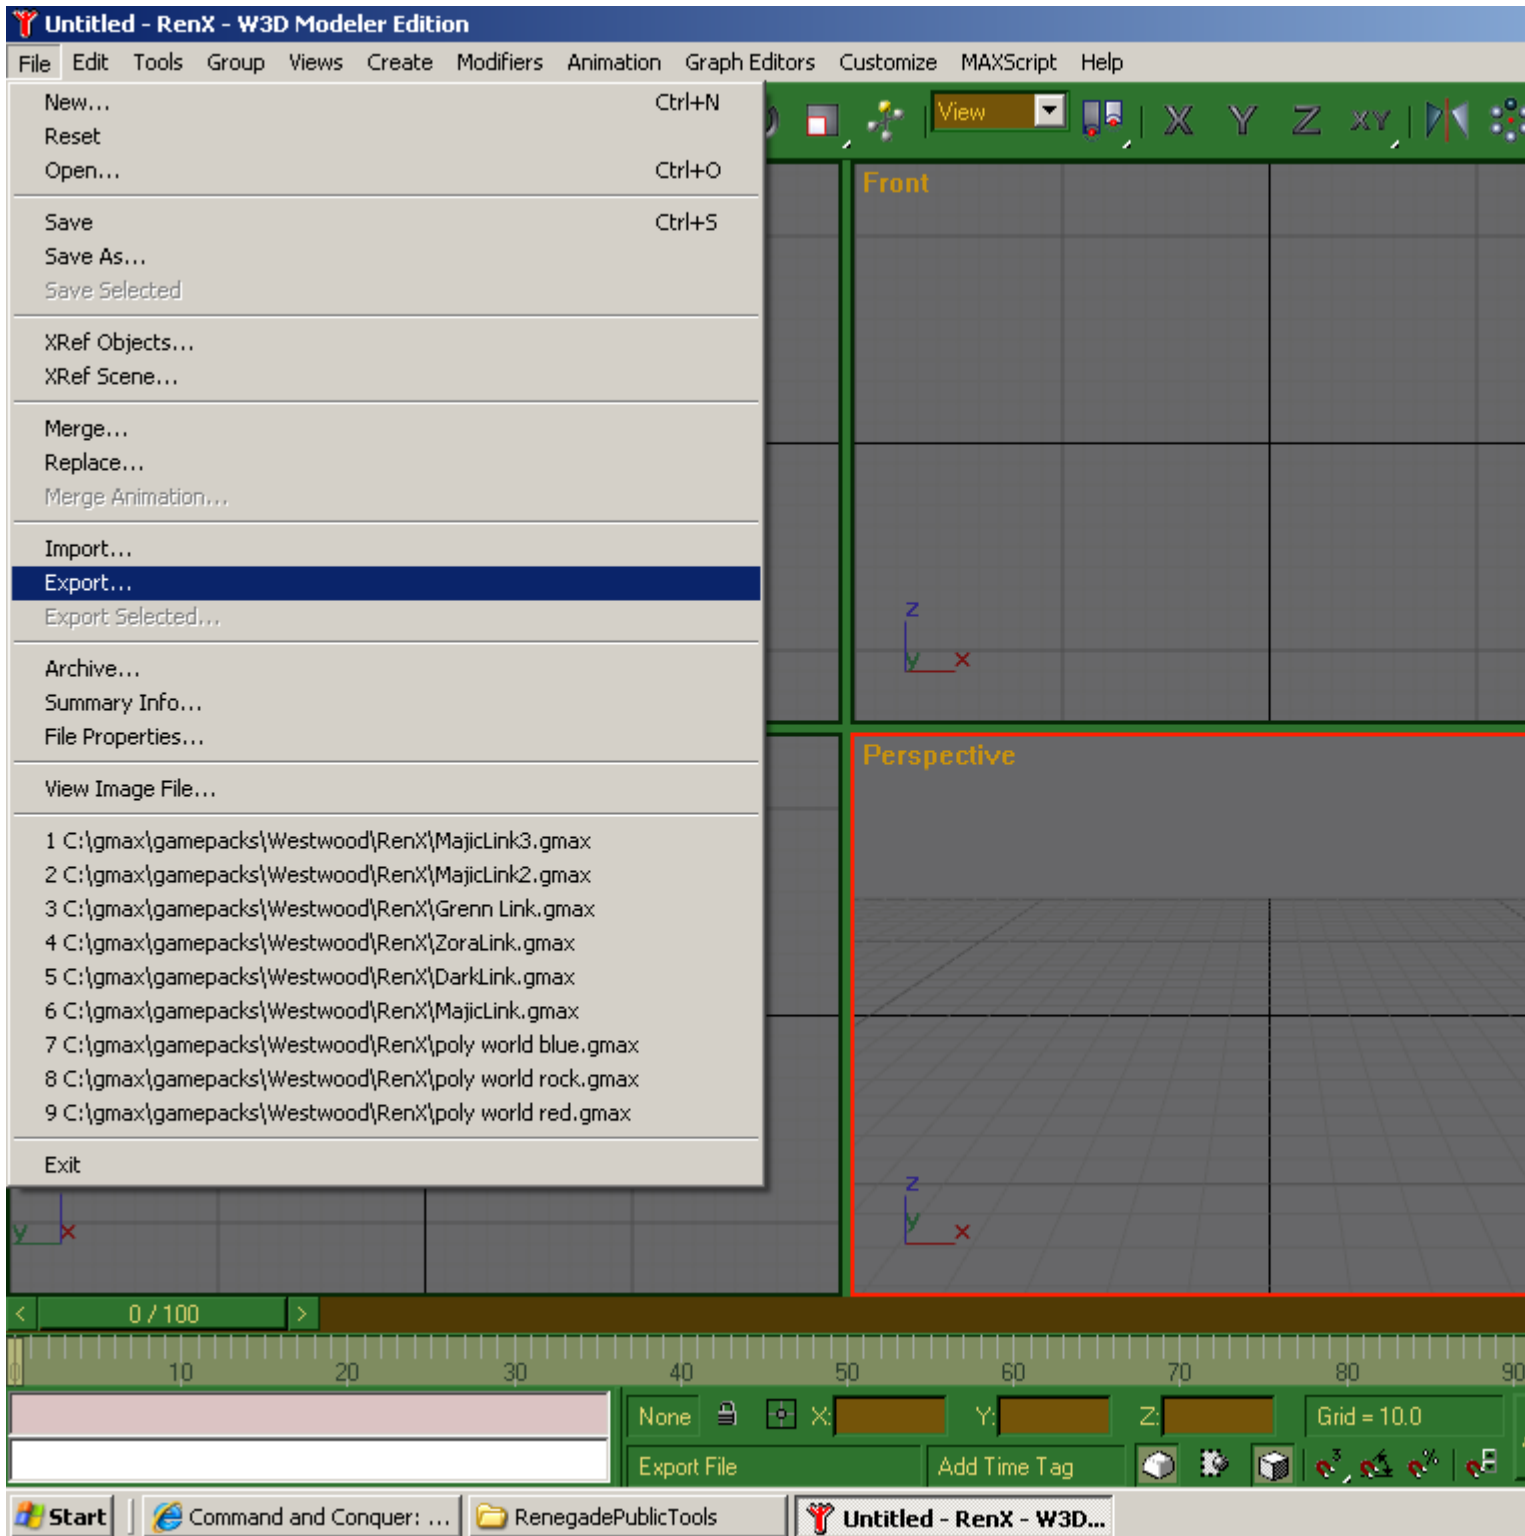 Untitled - RenX - W3D Modeler Edition
File Edit Tools Group Views Create Modifiers Animation Graph Editors Customize MAXScript Help
New... Ctrl+N
Reset
Open... Ctrl+O
Save Ctrl+S
Save As...
Save Selected
XRef Objects...
XRef Scene...
Merge...
Replace...
Merge Animation...
Import...
Export...
Export Selected...
Archive...
Summary Info...
File Properties...
View Image File...
1 C:\gmax\gamepacks\Westwood\RenX\MajicLink3.gmax
2 C:\gmax\gamepacks\Westwood\RenX\MajicLink2.gmax
3 C:\gmax\gamepacks\Westwood\RenX\Grenn Link.gmax
4 C:\gmax\gamepacks\Westwood\RenX\ZoraLink.gmax
5 C:\gmax\gamepacks\Westwood\RenX\DarkLink.gmax
6 C:\gmax\gamepacks\Westwood\RenX\MajicLink.gmax
7 C:\gmax\gamepacks\Westwood\RenX\poly world blue.gmax
8 C:\gmax\gamepacks\Westwood\RenX\poly world rock.gmax
9 C:\gmax\gamepacks\Westwood\RenX\poly world red.gmax
Exit
View X Y Z XY
Front
z
y x
Perspective
z
y x
y x
< 0 / 100 >
0 10 20 30 40 50 60 70 80 90
None X: Y: Z: Grid = 10.0
Export File Add Time Tag 3 %
Start Command and Conquer: ... RenegadePublicTools Untitled - RenX - W3D...